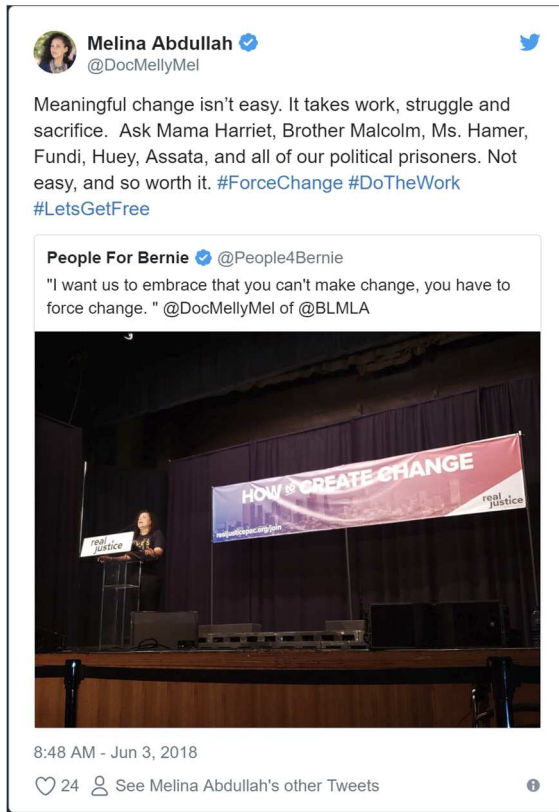 Melina Abdullah
@DocMellyMel
Meaningful change isn’t easy. It takes work, struggle and
sacrifice.  Ask Mama Harriet, Brother Malcolm, Ms. Hamer,
Fundi, Huey, Assata, and all of our political prisoners. Not
easy, and so worth it. #ForceChange #DoTheWork
#LetsGetFree
People For Bernie @People4Bernie
"I want us to embrace that you can't make change, you have to
force change. " @DocMellyMel of @BLMLA
HOW to CREATE CHANGE
real
justice
realjusticepac.org/join
real
justice
8:48 AM - Jun 3, 2018
24 See Melina Abdullah's other Tweets